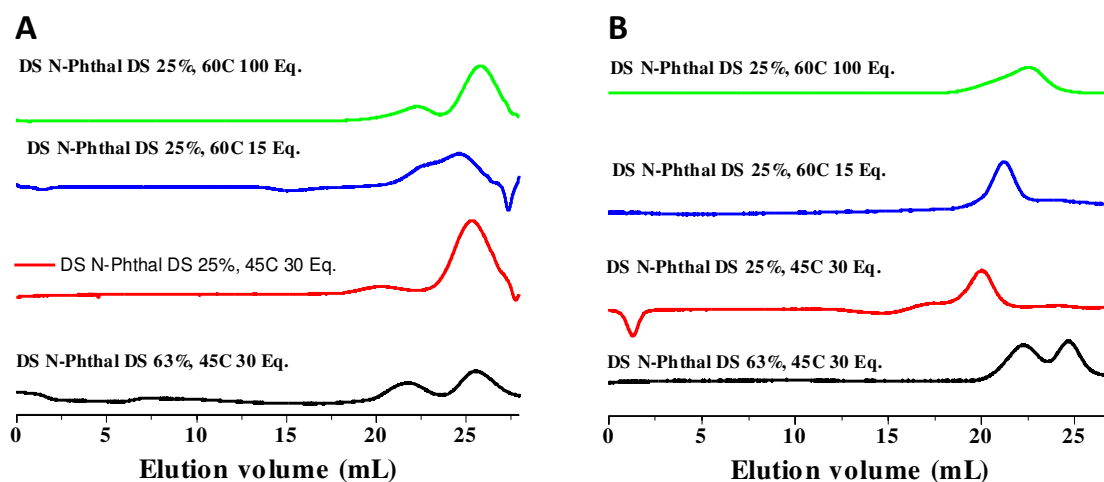 A
DS N-Phthal DS 25%, 60C 100 Eq.
DS N-Phthal DS 25%, 60C 15 Eq.
DS N-Phthal DS 25%, 45C 30 Eq.
DS N-Phthal DS 63%, 45C 30 Eq.
0 5 10 15 20 25
Elution volume (mL)
B
DS N-Phthal DS 25%, 60C 100 Eq.
DS N-Phthal DS 25%, 60C 15 Eq.
DS N-Phthal DS 25%, 45C 30 Eq.
DS N-Phthal DS 63%, 45C 30 Eq.
0 5 10 15 20 25
Elution volume (mL)